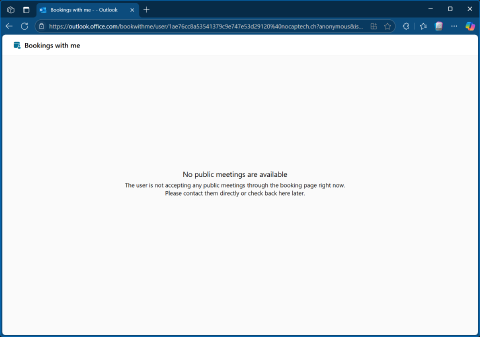 Bookings with me - - Outlook
https://outlook.office.com/bookwithme/user/1ae76cd8a53541379c9e747e53d29120%40nocaptech.ch?anonymous&is...
Bookings with me
No public meetings are available
The user is not accepting any public meetings through the booking page right now.
Please contact them directly or check back here later.